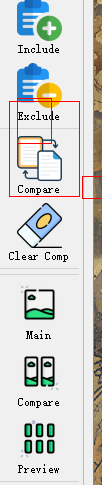 Include
Exclude
Compare
Clear Comp
Main
Compare
Preview